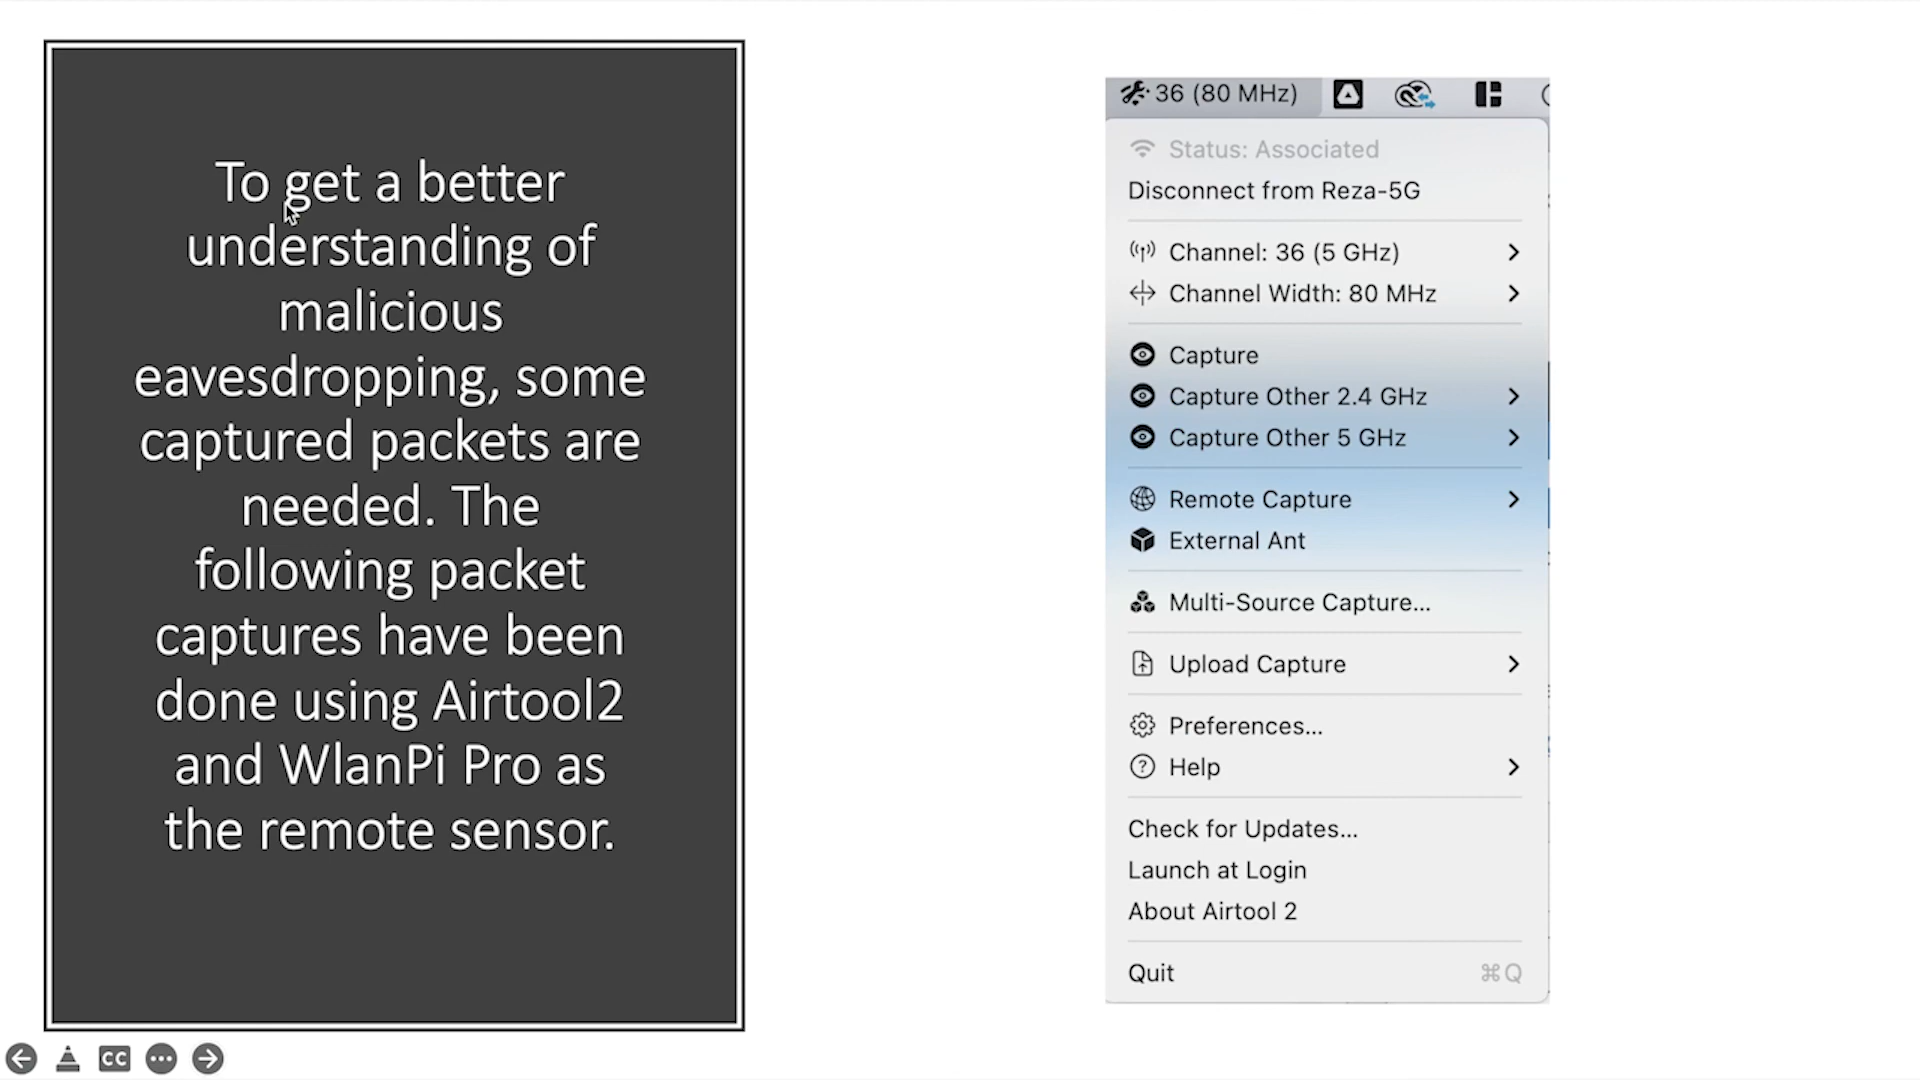 To get a better
understanding of
malicious
eavesdropping, some
captured packets are
needed. The
following packet
captures have been
done using Airtool2
and WlanPi Pro as
the remote sensor.
36 (80 MHz)
Status: Associated
Disconnect from Reza-5G
Channel: 36 (5 GHz)
Channel Width: 80 MHz
Capture
Capture Other 2.4 GHz
Capture Other 5 GHz
Remote Capture
External Ant
Multi-Source Capture...
Upload Capture
Preferences...
Help
Check for Updates...
Launch at Login
About Airtool 2
Quit ⌘Q
CC